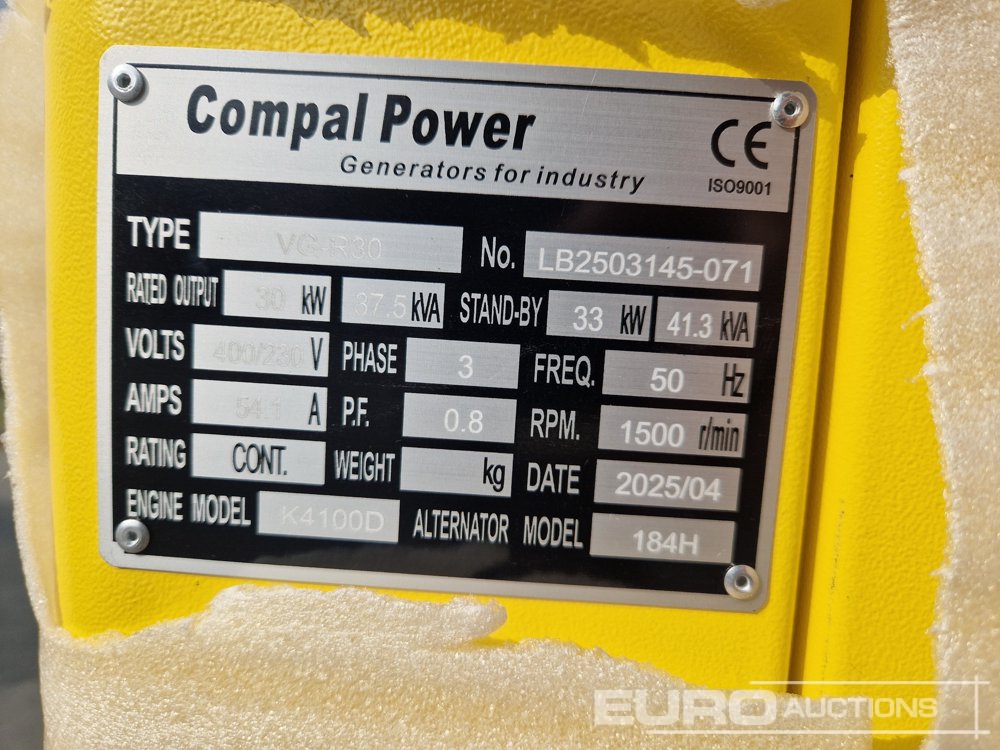 Compal Power
Generators for industry
CE
ISO9001
TYPE VG-R30 No. LB2503145-071
RATED OUTPUT 30 kW 37.5 kVA STAND-BY 33 kW 41.3 kVA
VOLTS 400/230 V PHASE 3 FREQ. 50 Hz
AMPS 54.1 A P.F. 0.8 RPM. 1500 r/min
RATING CONT. WEIGHT kg DATE 2025/04
ENGINE MODEL K4100D ALTERNATOR MODEL 184H
EURO AUCTIONS